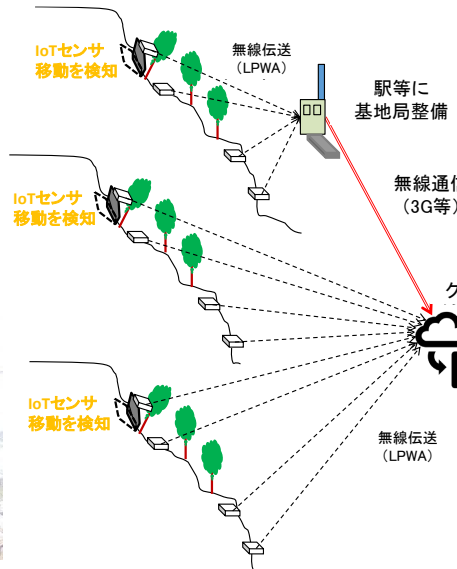 IoTセンサ
移動を検知
無線伝送
（LPWA）
駅等に
基地局整備
無線通信
（3G等）
IoTセンサ
移動を検知
ク
IoTセンサ
移動を検知
無線伝送
（LPWA）